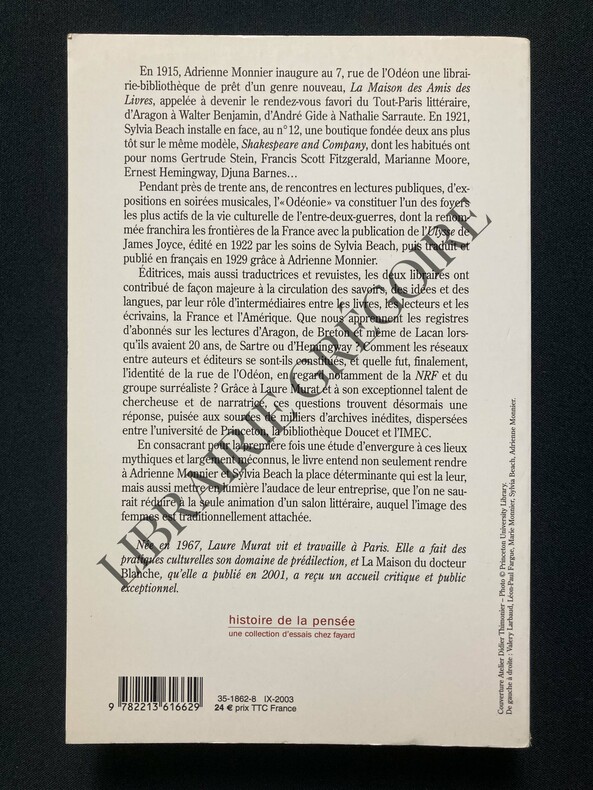 En 1915, Adrienne Monnier inaugure au 7, rue de l'Odéon une librai-
rie-bibliothèque de prêt d'un genre nouveau, La Maison des Amis des
Livres, appelée à devenir le rendez-vous favori du Tout-Paris littéraire,
d'Aragon à Walter Benjamin, d'André Gide à Nathalie Sarraute. En 1921,
Sylvia Beach installe en face, au n°12, une boutique fondée deux ans plus
tôt sur le même modèle, Shakespeare and Company, dont les habitués ont
pour noms Gertrude Stein, Francis Scott Fitzgerald, Marianne Moore,
Ernest Hemingway, Djuna Barnes...
Pendant près de trente ans, de rencontres en lectures publiques, d'ex-
positions en soirées musicales, l'«Odéonie» va constituer l'un des foyers
les plus actifs de la vie culturelle de l'entre-deux-guerres, dont la renom-
mée franchira les frontières de la France avec la publication de l'Ulysse de
James Joyce, édité en 1922 par les soins de Sylvia Beach, puis traduit et
publié en français en 1929 grâce à Adrienne Monnier.
Éditrices, mais aussi traductrices et revuistes, les deux libraires ont
contribué de façon majeure à la circulation des savoirs, des idées et des
langues, par leur rôle d'intermédiaires entre les livres, les lecteurs et les
écrivains, la France et l'Amérique. Que nous apprennent les registres
d'abonnés sur les lectures d'Aragon, de Breton et même de Lacan lors-
qu'ils avaient 20 ans, de Sartre ou d'Hemingway ? Comment les réseaux
entre auteurs et éditeurs se sont-ils constitués, et quelle fut, finalement,
l'identité de la rue de l'Odéon, en regard notamment de la NRF et du
groupe surréaliste ? Grâce à Laure Murat et à son exceptionnel talent de
chercheuse et de narratrice, ces questions trouvent désormais une
réponse, puisée aux sources de milliers d'archives inédites, dispersées
entre l'université de Princeton, la bibliothèque Doucet et l'IMEC.
En consacrant pour la première fois une étude d'envergure à ces lieux
mythiques et largement méconnus, le livre entend non seulement rendre
à Adrienne Monnier et Sylvia Beach la place déterminante qui est la leur,
mais aussi mettre en lumière l'audace de leur entreprise, que l'on ne sau-
rait réduire à la seule animation d'un salon littéraire, auquel l'image des
femmes est traditionnellement attachée.
Née en 1967, Laure Murat vit et travaille à Paris. Elle a fait des
pratiques culturelles son domaine de prédilection, et La Maison du docteur
Blanche, qu'elle a publié en 2001, a reçu un accueil critique et public
exceptionnel.
histoire de la pensée
une collection d'essais chez fayard
9 782213 616629
35-1662-8 IX-2003
24 € prix TTC France
Couverture Atelier Didier Thimonier – Photo © Princeton University Library.
De gauche à droite : Valery Larbaud, Léon-Paul Fargue, Marie Monnier, Sylvia Beach, Adrienne Monnier.
LIBRAIRIE GRÉGOIRE